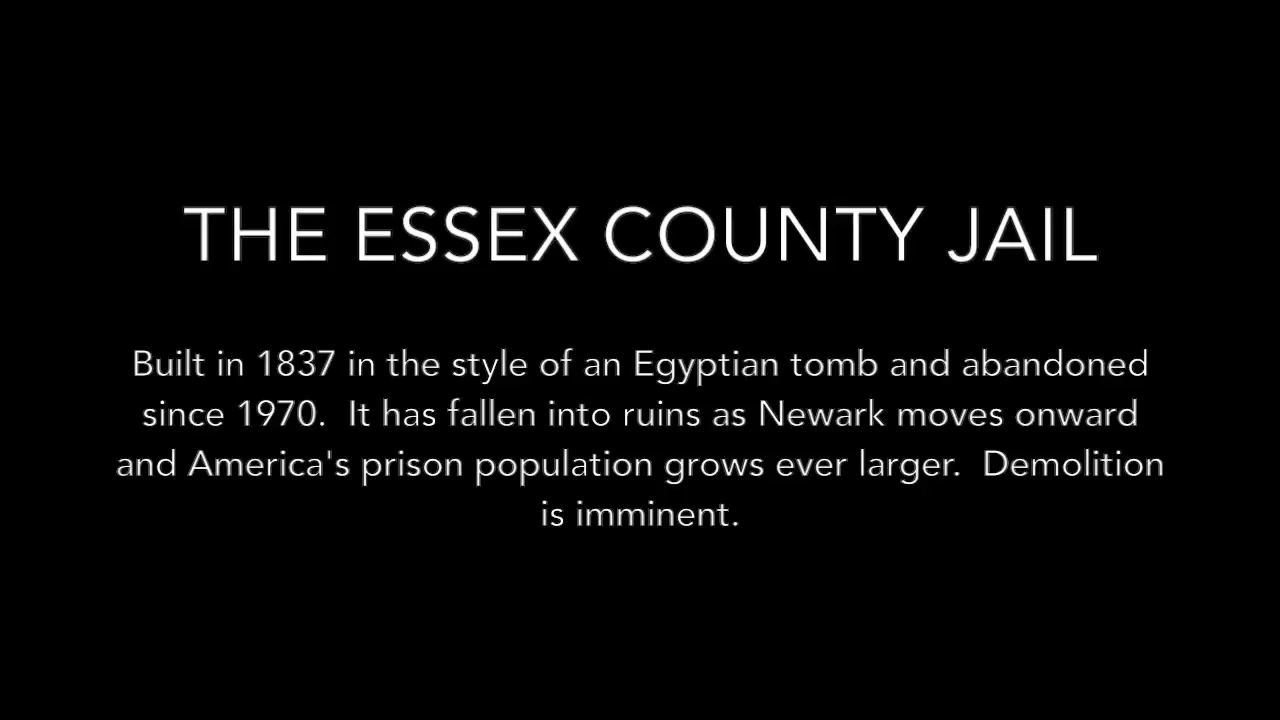 THE ESSEX COUNTY JAIL
Built in 1837 in the style of an Egyptian tomb and abandoned
since 1970.  It has fallen into ruins as Newark moves onward
and America's prison population grows ever larger.  Demolition
is imminent.